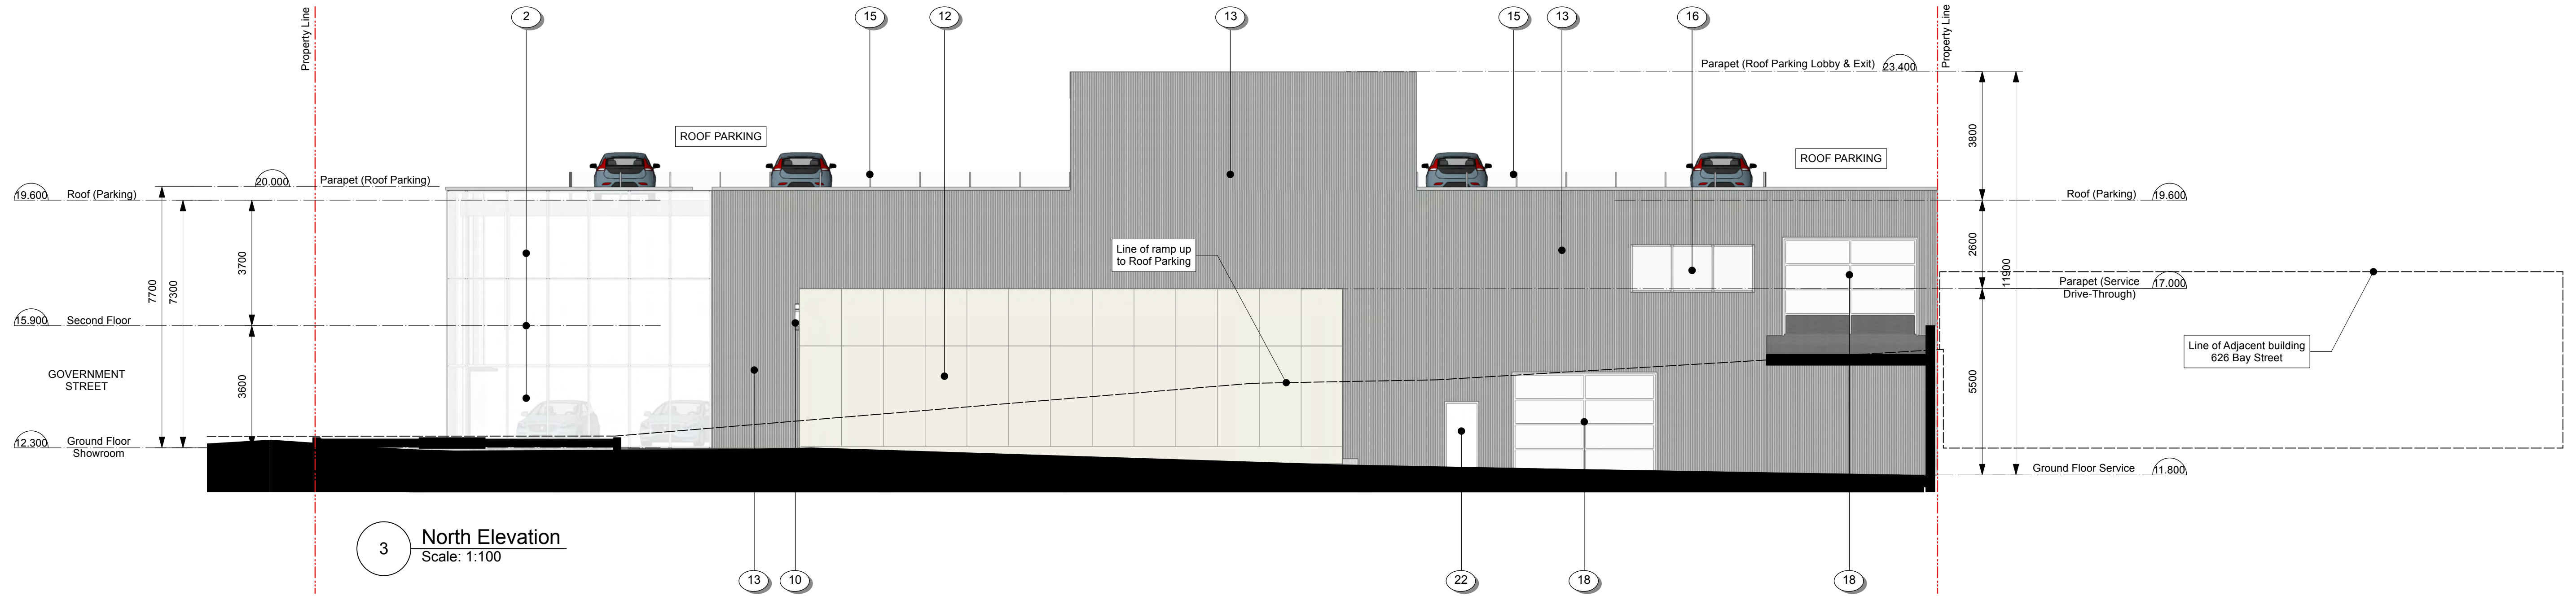 2
15
12
13
15
13
16
Property Line
Property Line
Parapet (Roof Parking Lobby & Exit)
23.400
ROOF PARKING
ROOF PARKING
3800
20.000
Parapet (Roof Parking)
19.600
Roof (Parking)
Roof (Parking)
19.600
3700
7700
7300
Line of ramp up
to Roof Parking
2600
11900
Parapet (Service
Drive-Through)
17.000
15.900
Second Floor
Line of Adjacent building
626 Bay Street
GOVERNMENT
STREET
3600
5500
12.300
Ground Floor
Showroom
Ground Floor Service
11.800
3
North Elevation
Scale: 1:100
13
10
22
18
18